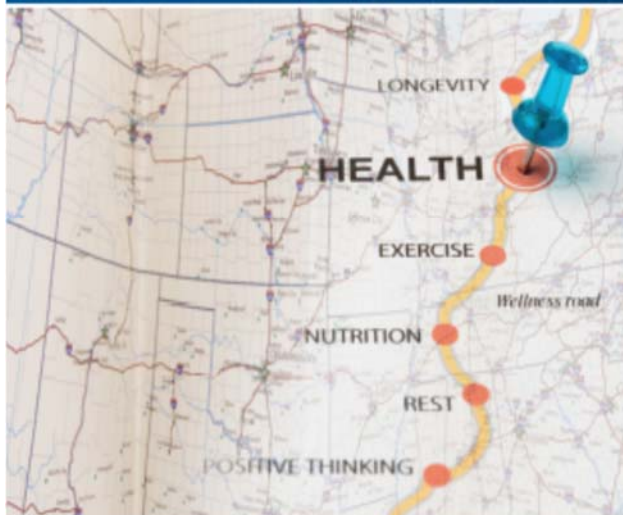 LONGEVITY
HEALTH
EXERCISE
Wellness road
NUTRITION
REST
POSITIVE THINKING